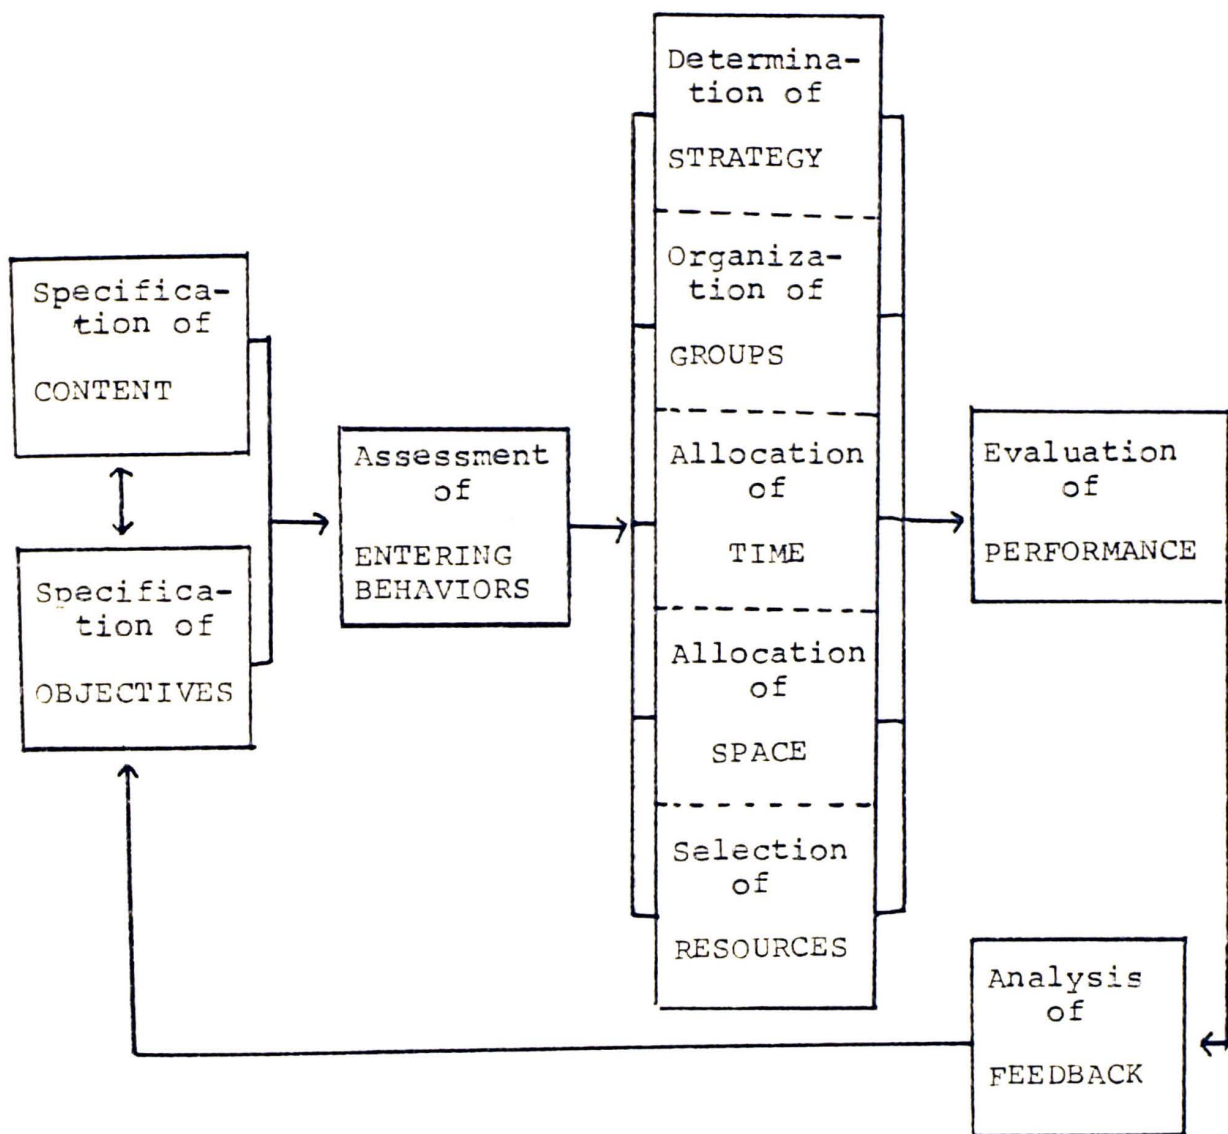 Specifica-
tion of
CONTENT
Specifica-
tion of
OBJECTIVES
Assessment
of
ENTERING
BEHAVIORS
Determina-
tion of
STRATEGY
Organiza-
tion of
GROUPS
Allocation
of
TIME
Allocation
of
SPACE
Selection
of
RESOURCES
Evaluation
of
PERFORMANCE
Analysis
of
FEEDBACK